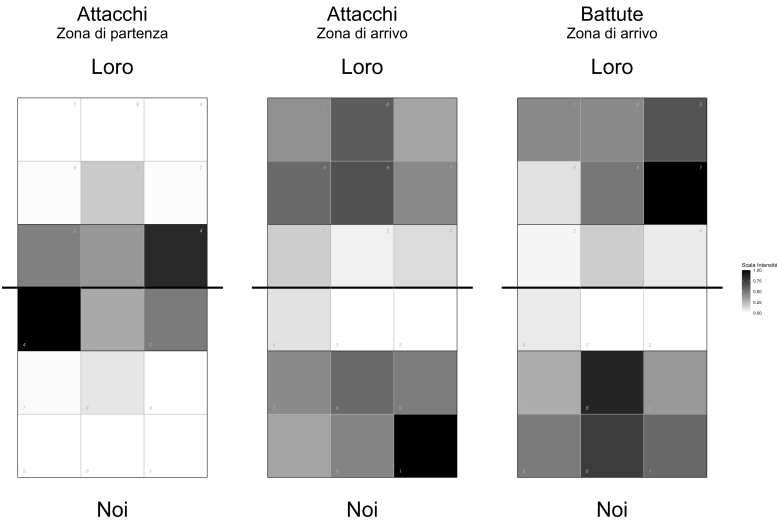 Attacchi
Zona di partenza
Loro
Attacchi
Zona di arrivo
Loro
Battute
Zona di arrivo
Loro
Scala Intensità
1.00
0.75
0.50
0.25
0.00
Noi
Noi
Noi